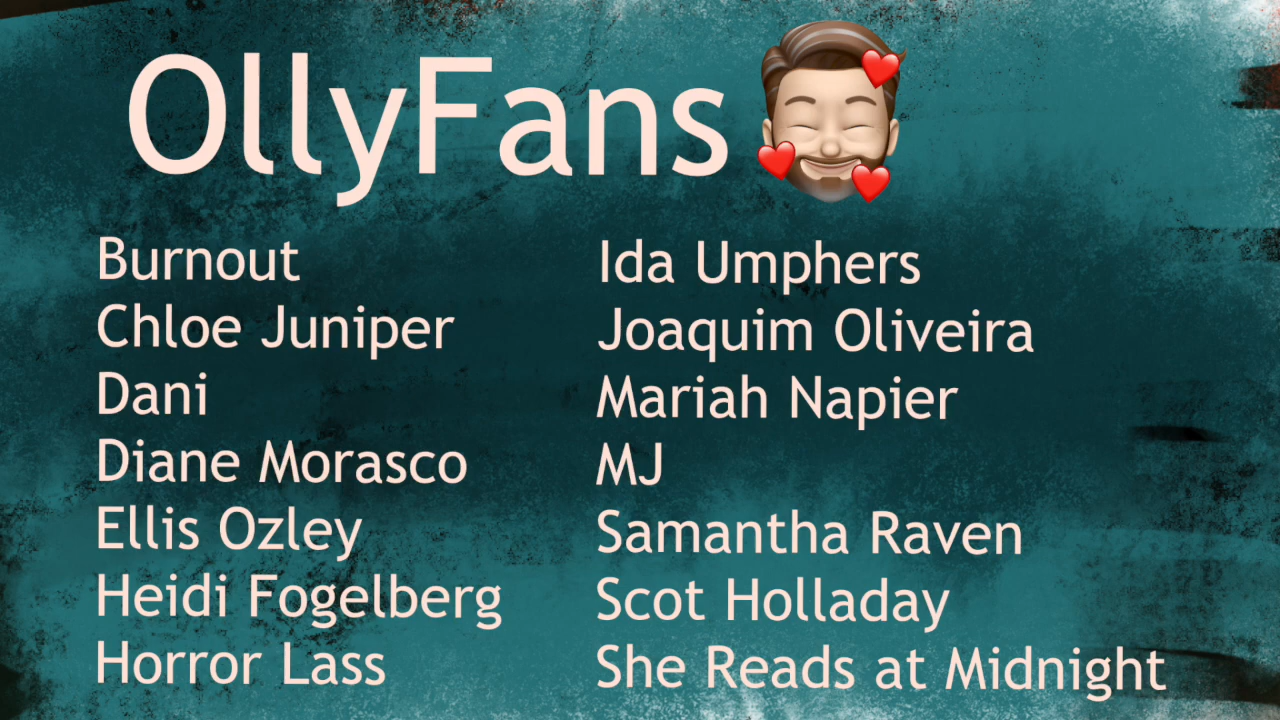 OllyFans
Burnout
Chloe Juniper
Dani
Diane Morasco
Ellis Ozley
Heidi Fogelberg
Horror Lass
Ida Umphers
Joaquim Oliveira
Mariah Napier
MJ
Samantha Raven
Scot Holladay
She Reads at Midnight